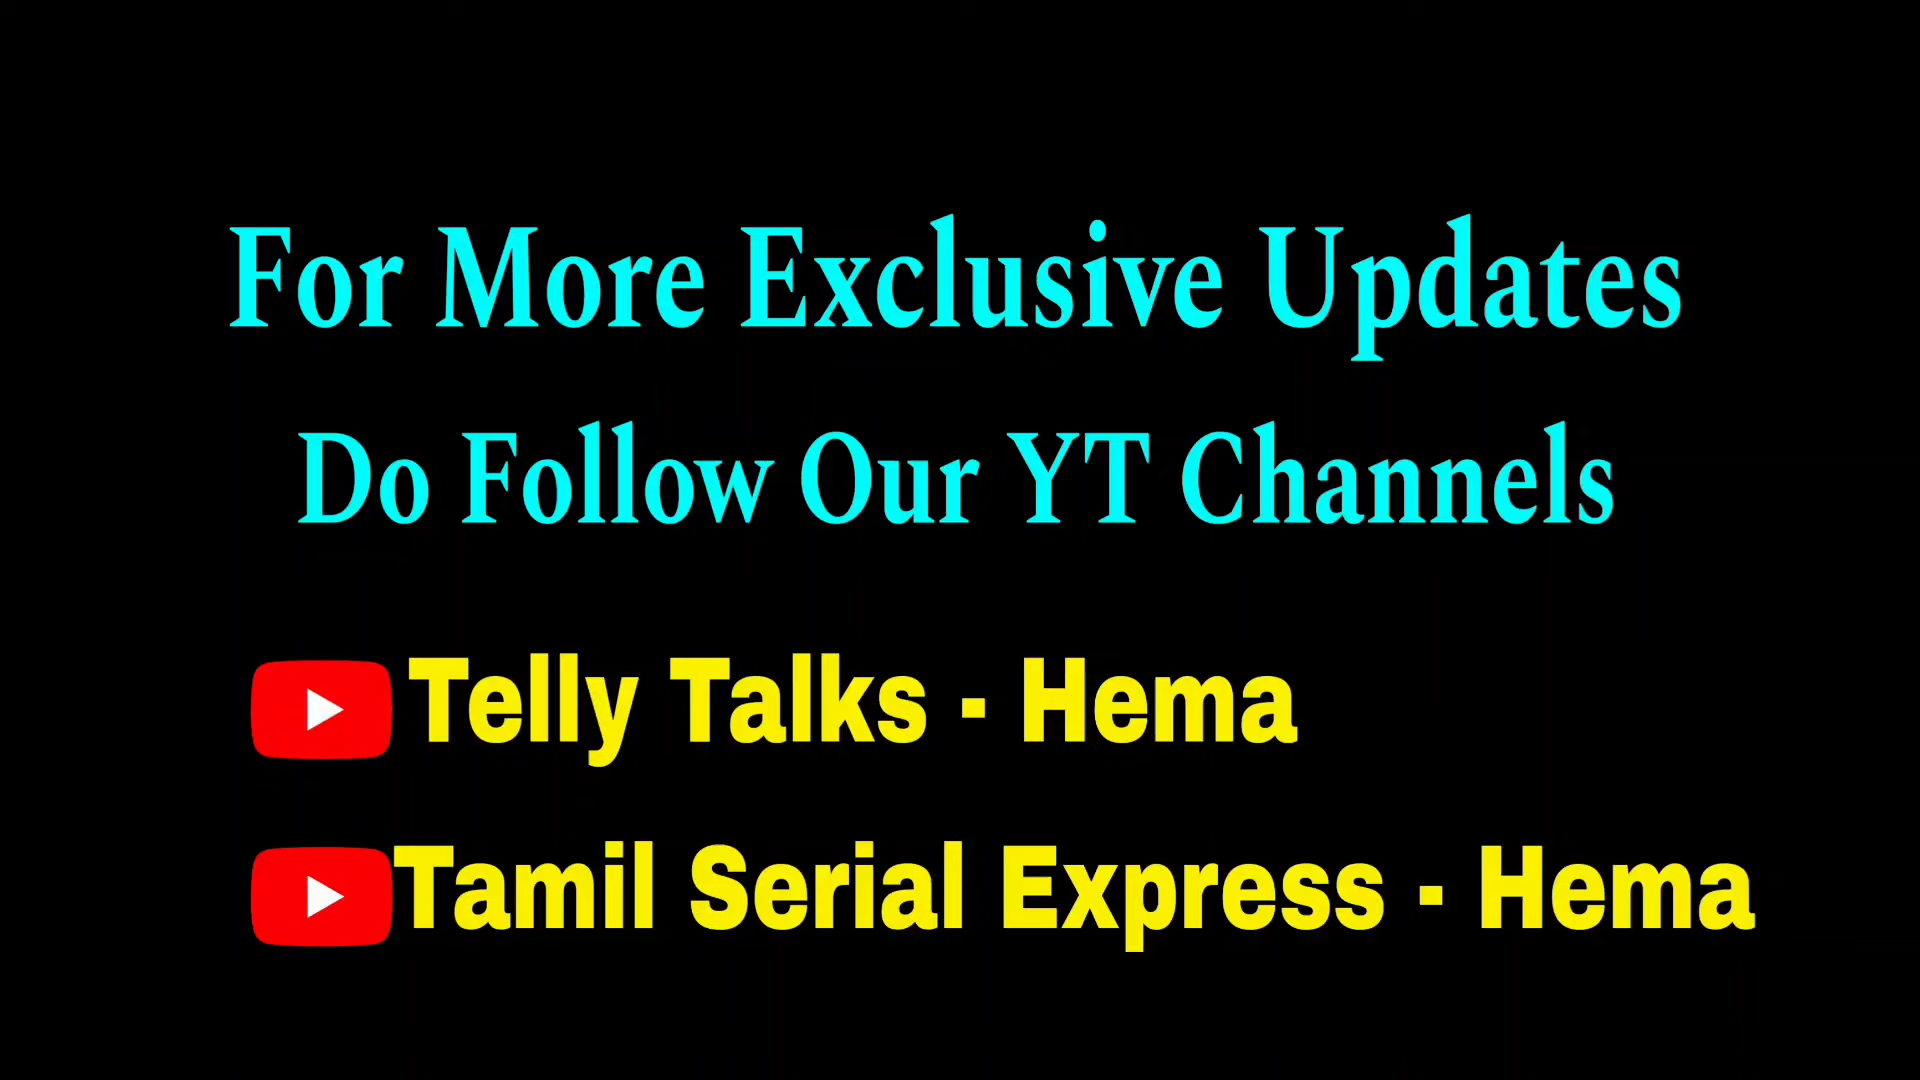 For More Exclusive Updates
Do Follow Our YT Channels
Telly Talks - Hema
Tamil Serial Express - Hema